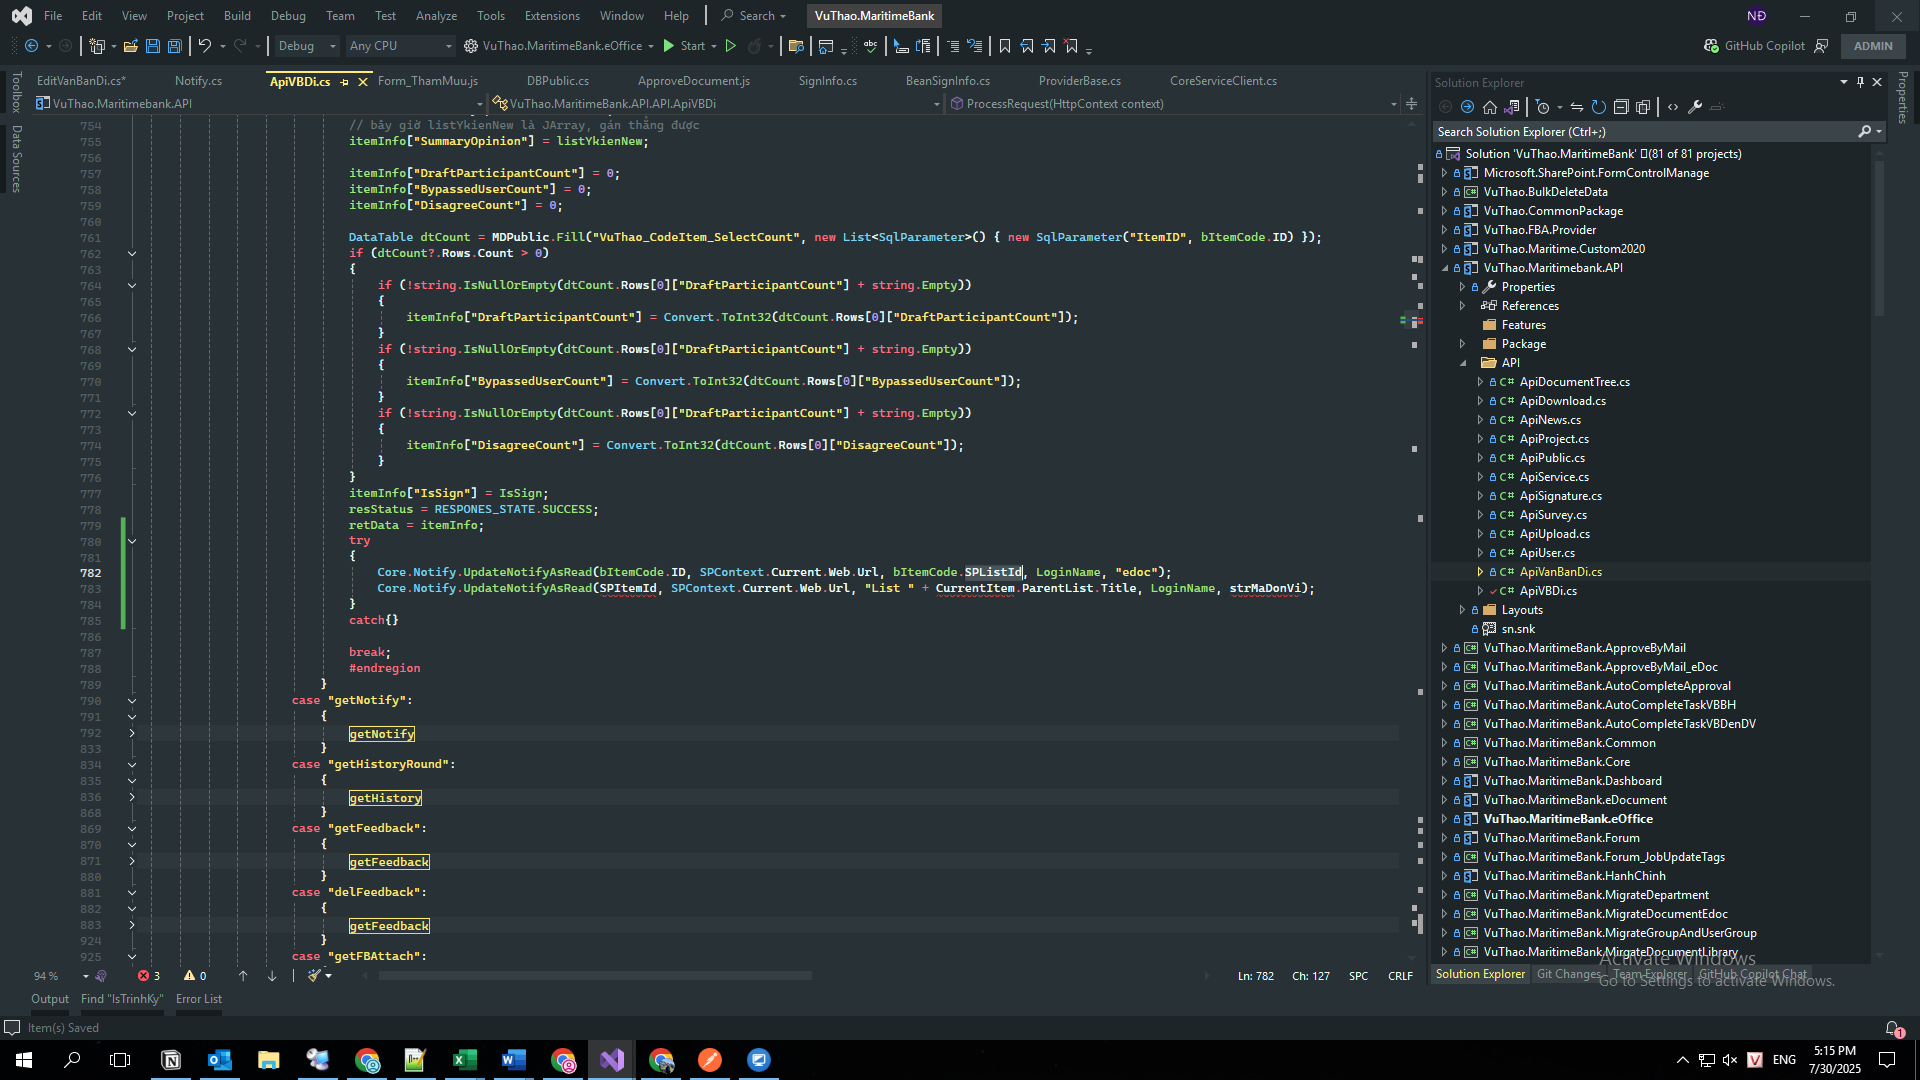 File Edit View Project Build Debug Team Test Analyze Tools Extensions Window Help Search VuThao.MaritimeBank NĐ
Debug Any CPU VuThao.MaritimeBank.eOffice Start GitHub Copilot ADMIN
EditVanBanDi.cs* Notify.cs ApiVBDi.cs Form_ThamMuu.js DBPublic.cs ApproveDocument.js SignInfo.cs BeanSignInfo.cs ProviderBase.cs CoreServiceClient.cs
VuThao.Maritimebank.API VuThao.MaritimeBank.API.API.ApiVBDi ProcessRequest(HttpContext context)
Toolbox
Data Sources
754 // bây giờ listYkienNew là JArray, gán thẳng được
755 itemInfo["SummaryOpinion"] = listYkienNew;
756
757 itemInfo["DraftParticipantCount"] = 0;
758 itemInfo["BypassedUserCount"] = 0;
759 itemInfo["DisagreeCount"] = 0;
760
761 DataTable dtCount = MDPublic.Fill("VuThao_CodeItem_SelectCount", new List<SqlParameter>() { new SqlParameter("ItemID", bItemCode.ID) });
762 if (dtCount?.Rows.Count > 0)
763 {
764 if (!string.IsNullOrEmpty(dtCount.Rows[0]["DraftParticipantCount"] + string.Empty))
765 {
766 itemInfo["DraftParticipantCount"] = Convert.ToInt32(dtCount.Rows[0]["DraftParticipantCount"]);
767 }
768 if (!string.IsNullOrEmpty(dtCount.Rows[0]["DraftParticipantCount"] + string.Empty))
769 {
770 itemInfo["BypassedUserCount"] = Convert.ToInt32(dtCount.Rows[0]["BypassedUserCount"]);
771 }
772 if (!string.IsNullOrEmpty(dtCount.Rows[0]["DraftParticipantCount"] + string.Empty))
773 {
774 itemInfo["DisagreeCount"] = Convert.ToInt32(dtCount.Rows[0]["DisagreeCount"]);
775 }
776 }
777 itemInfo["IsSign"] = IsSign;
778 resStatus = RESPONES_STATE.SUCCESS;
779 retData = itemInfo;
780 try
781 {
782 Core.Notify.UpdateNotifyAsRead(bItemCode.ID, SPContext.Current.Web.Url, bItemCode.SPListId, LoginName, "edoc");
783 Core.Notify.UpdateNotifyAsRead(SPItemId, SPContext.Current.Web.Url, "List " + CurrentItem.ParentList.Title, LoginName, strMaDonVi);
784 }
785 catch{}
786
787 break;
788 #endregion
789 }
790 case "getNotify":
791 {
792 getNotify
833 }
834 case "getHistoryRound":
835 {
836 getHistory
868 }
869 case "getFeedback":
870 {
871 getFeedback
880 }
881 case "delFeedback":
882 {
883 getFeedback
924 }
925 case "getFBAttach":
94 % 3 0 Ln: 782 Ch: 127 SPC CRLF
Output Find "IsTrinhKy" Error List
Item(s) Saved
Solution Explorer
Search Solution Explorer (Ctrl+;)
Solution 'VuThao.MaritimeBank' (81 of 81 projects)
Microsoft.SharePoint.FormControlManage
VuThao.BulkDeleteData
VuThao.CommonPackage
VuThao.FBA.Provider
VuThao.Maritime.Custom2020
VuThao.Maritimebank.API
Properties
References
Features
Package
API
C# ApiDocumentTree.cs
C# ApiDownload.cs
C# ApiNews.cs
C# ApiProject.cs
C# ApiPublic.cs
C# ApiService.cs
C# ApiSignature.cs
C# ApiSurvey.cs
C# ApiUpload.cs
C# ApiUser.cs
C# ApiVanBanDi.cs
C# ApiVBDi.cs
Layouts
sn.snk
VuThao.MaritimeBank.ApproveByMail
VuThao.MaritimeBank.ApproveByMail_eDoc
VuThao.MaritimeBank.AutoCompleteApproval
VuThao.MaritimeBank.AutoCompleteTaskVBBH
VuThao.MaritimeBank.AutoCompleteTaskVBDenDV
VuThao.MaritimeBank.Common
VuThao.MaritimeBank.Core
VuThao.MaritimeBank.Dashboard
VuThao.MaritimeBank.eDocument
VuThao.MaritimeBank.eOffice
VuThao.MaritimeBank.Forum
VuThao.MaritimeBank.Forum_JobUpdateTags
VuThao.MaritimeBank.HanhChinh
VuThao.MaritimeBank.MigrateDepartment
VuThao.MaritimeBank.MigrateDocumentEdoc
VuThao.MaritimeBank.MigrateGroupAndUserGroup
VuThao.MaritimeBank.MigrateDocumentLibrary
Solution Explorer Git Changes Team Explorer GitHub Copilot Chat
Activate Windows
Go to Settings to activate Windows.
Properties
1
ENG 5:15 PM
7/30/2025